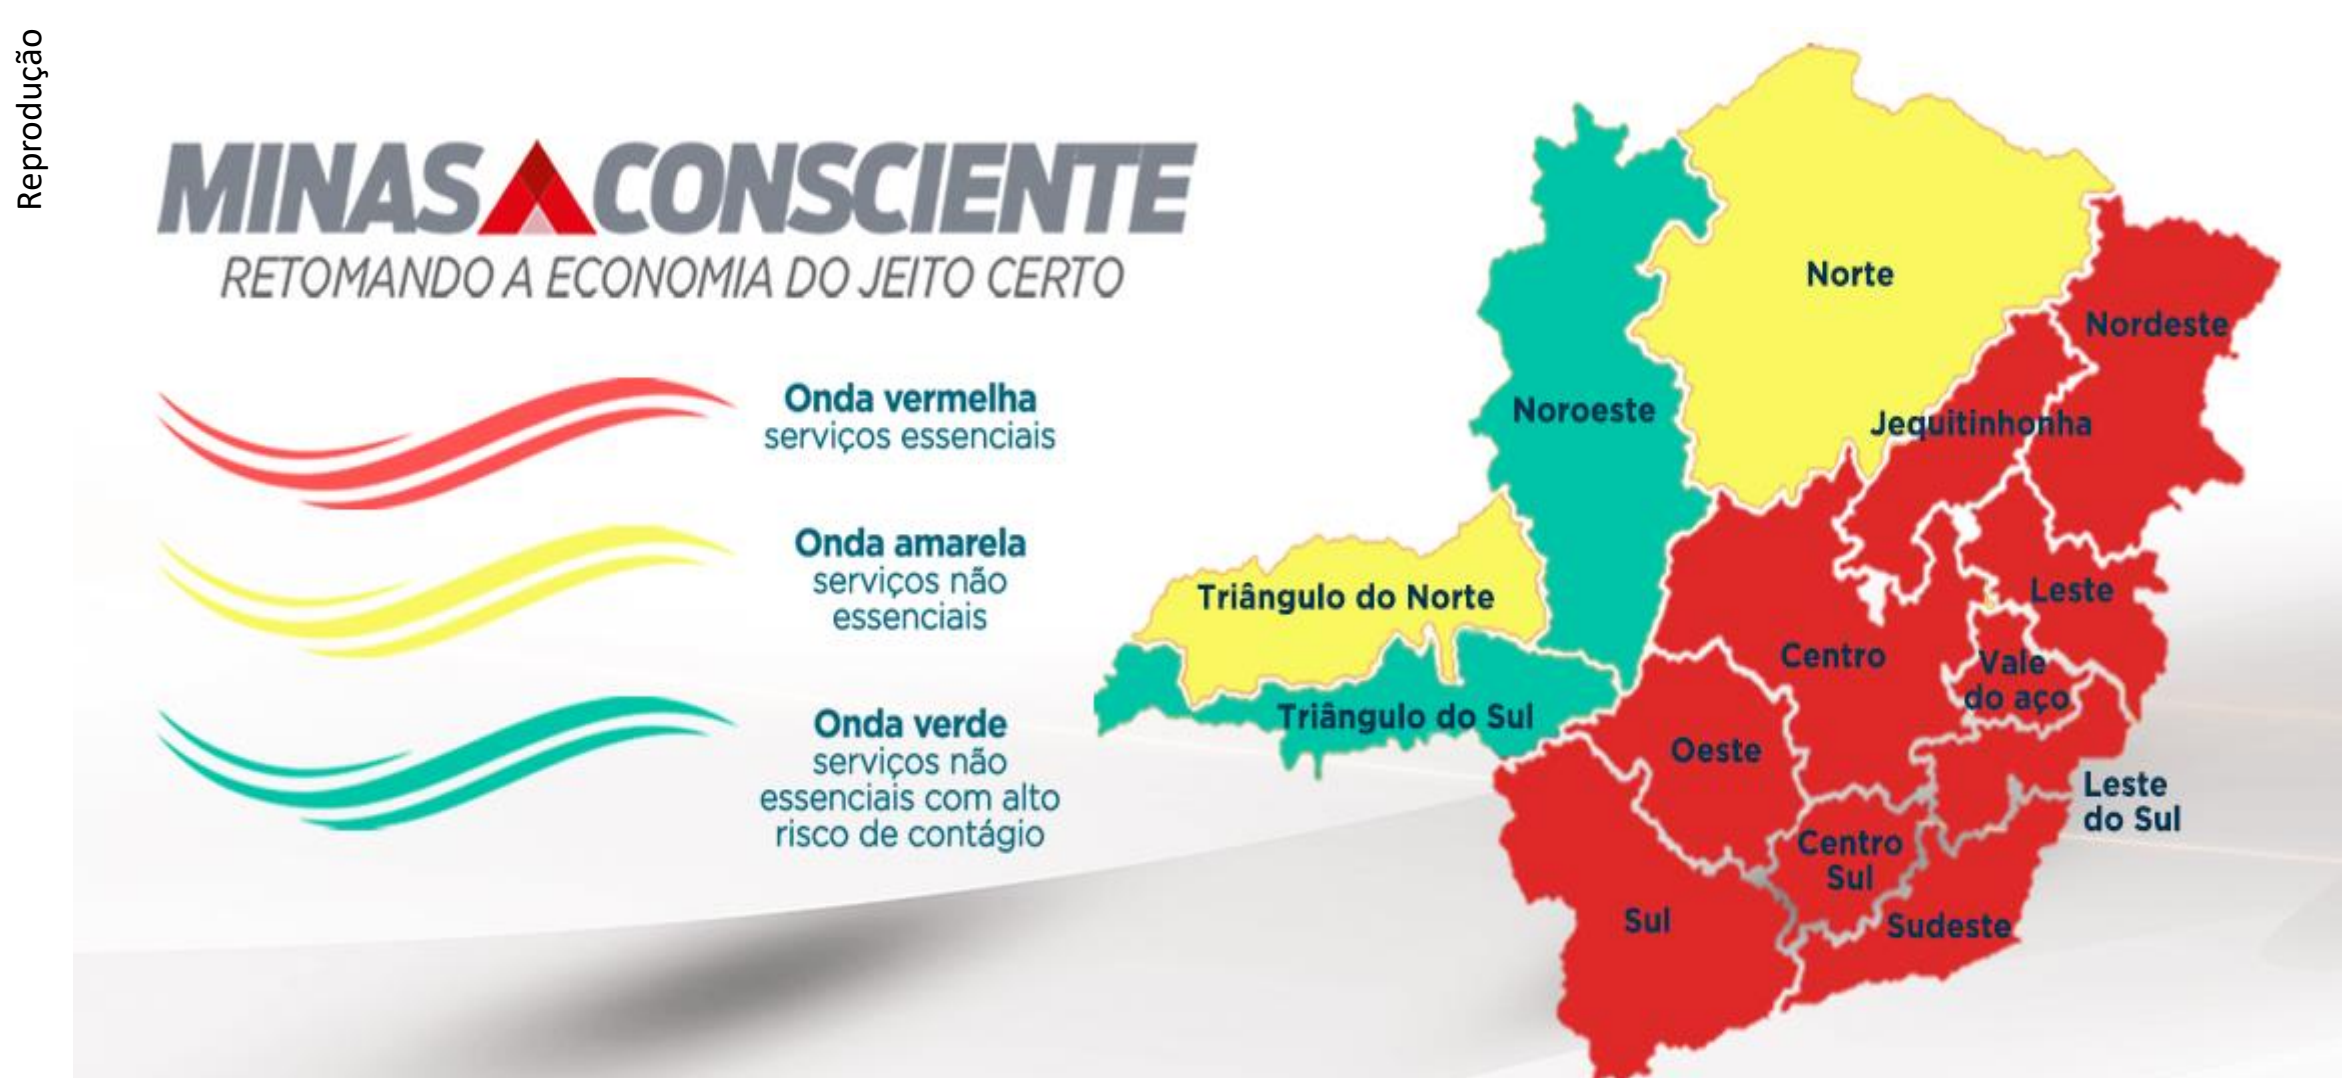 Reprodução
MINAS CONSCIENTE
RETOMANDO A ECONOMIA DO JEITO CERTO
Onda vermelha
serviços essenciais
Onda amarela
serviços não
essenciais
Onda verde
serviços não
essenciais com alto
risco de contágio
Norte
Nordeste
Noroeste
Jequitinhonha
Triângulo do Norte
Leste
Centro
Vale
do aço
Triângulo do Sul
Oeste
Leste
do Sul
Centro
Sul
Sul
Sudeste